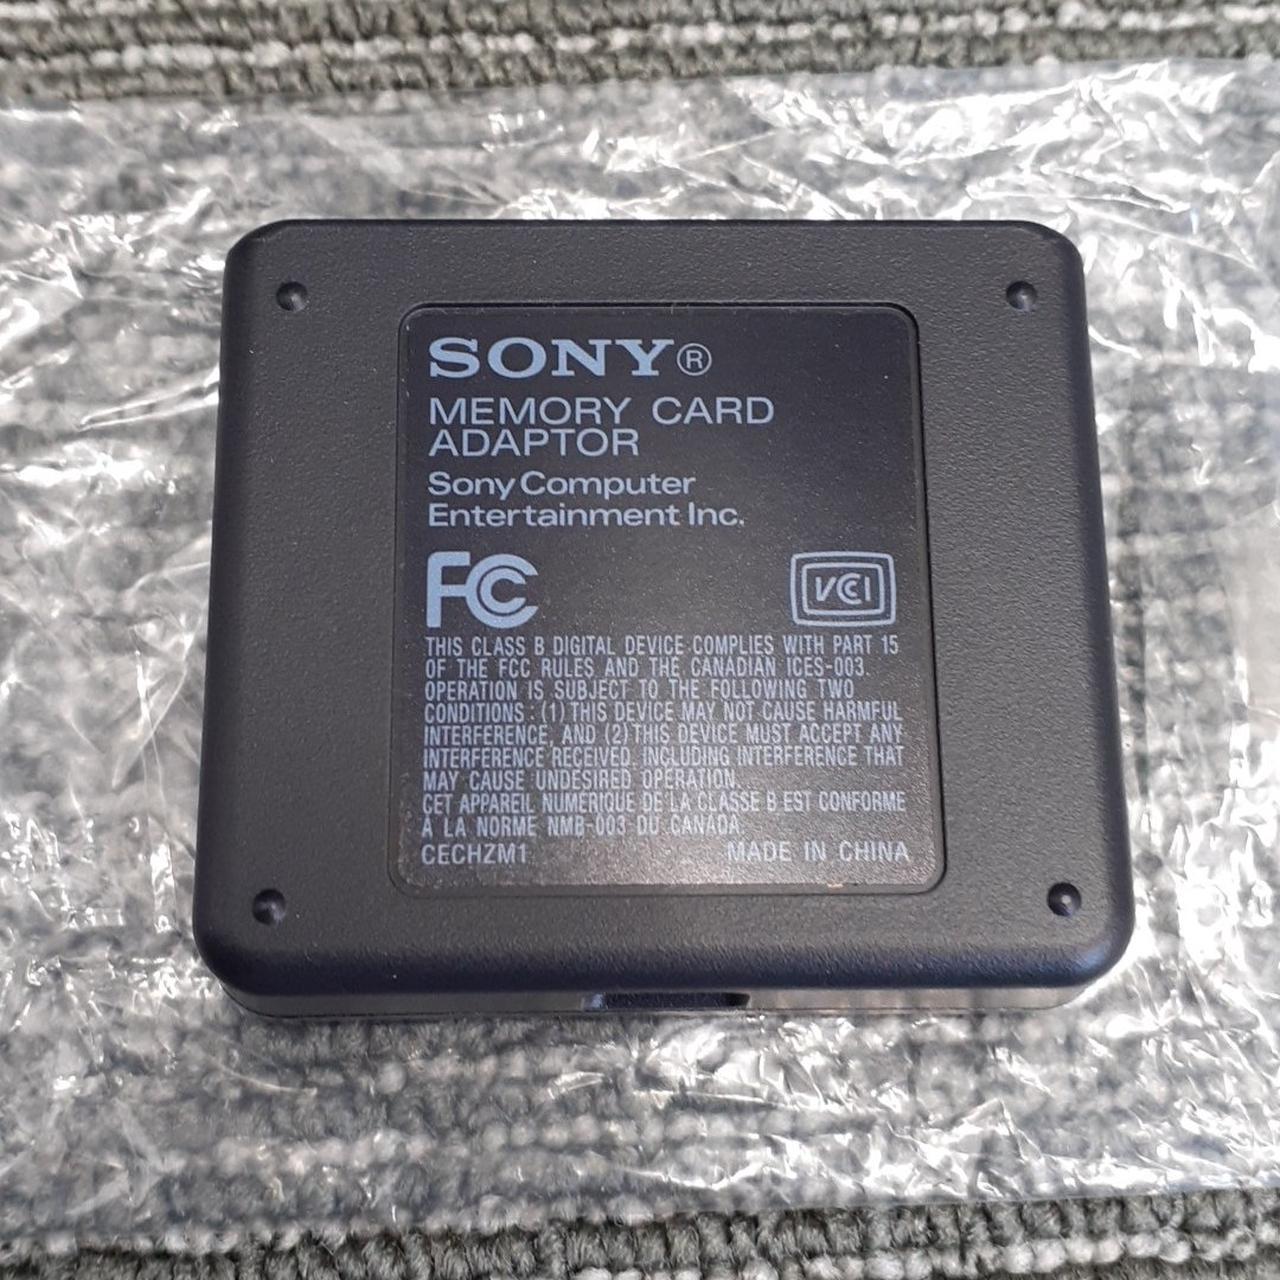 SONY®
MEMORY CARD
ADAPTOR
Sony Computer
Entertainment Inc.
FC VCCI
THIS CLASS B DIGITAL DEVICE COMPLIES WITH PART 15
OF THE FCC RULES AND THE CANADIAN ICES-003.
OPERATION IS SUBJECT TO THE FOLLOWING TWO
CONDITIONS : (1) THIS DEVICE MAY NOT CAUSE HARMFUL
INTERFERENCE, AND (2) THIS DEVICE MUST ACCEPT ANY
INTERFERENCE RECEIVED. INCLUDING INTERFERENCE THAT
MAY CAUSE UNDESIRED OPERATION.
CET APPAREIL NUMERIQUE DE LA CLASSE B EST CONFORME
A LA NORME NMB-003 DU CANADA.
CECHZM1 MADE IN CHINA